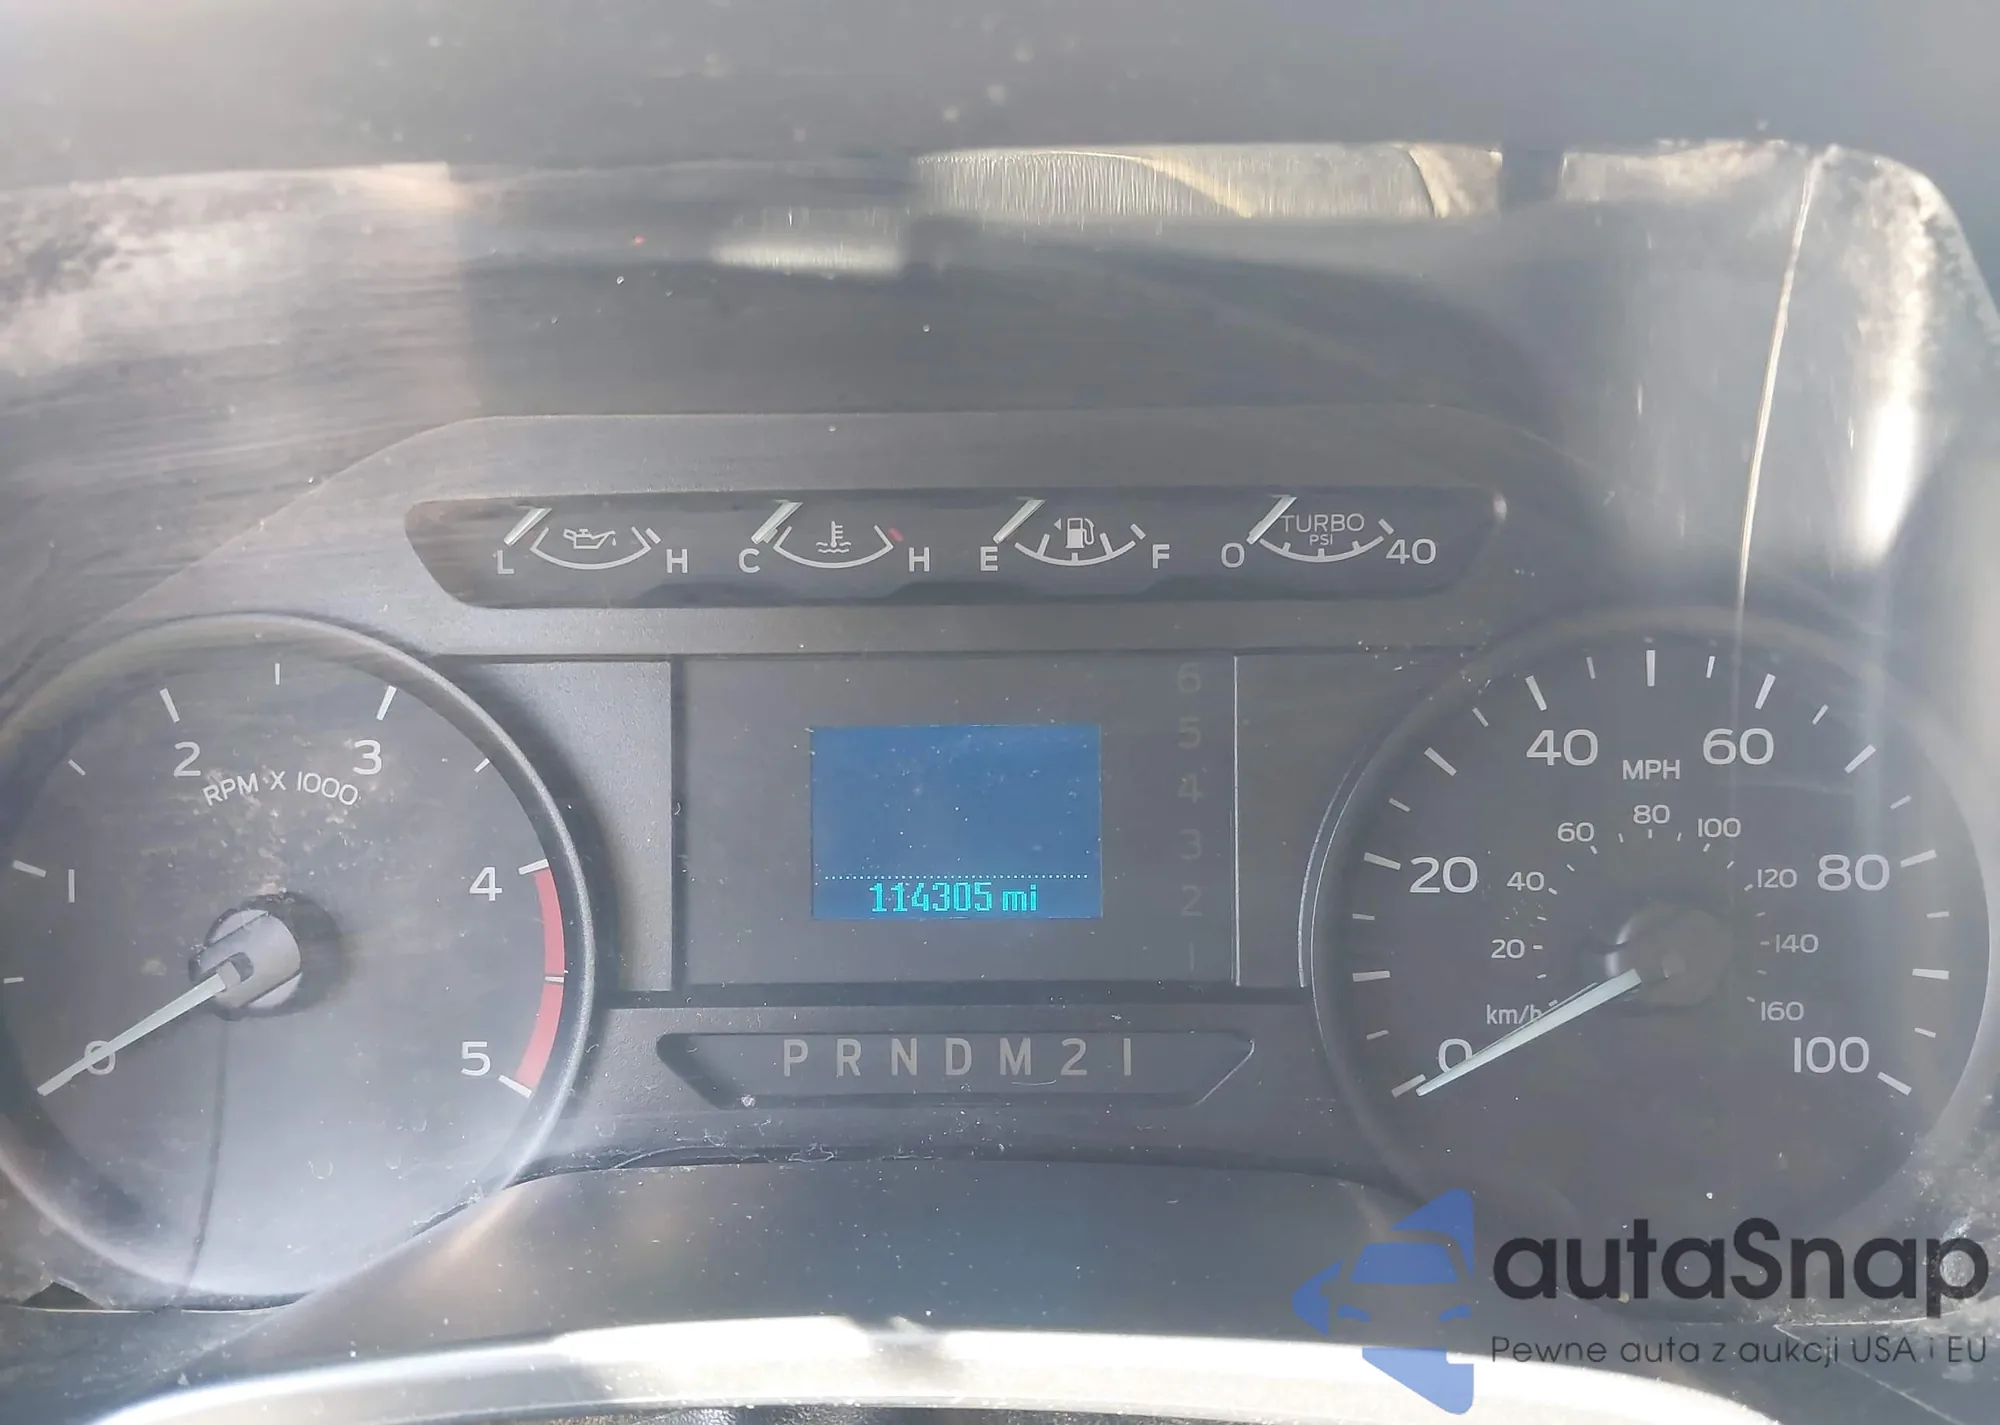 L H C H E F 0 TURBO PSI 40
1 2 3 4 5 0
RPM X 1000
6
5
4
3
2
1
114305 mi
P R N D M 2 1
0 20 40 60 80 100
MPH
20 40 60 80 100 120 140 160
km/h
autaSnap
Pewne auta z aukcji USA i EU